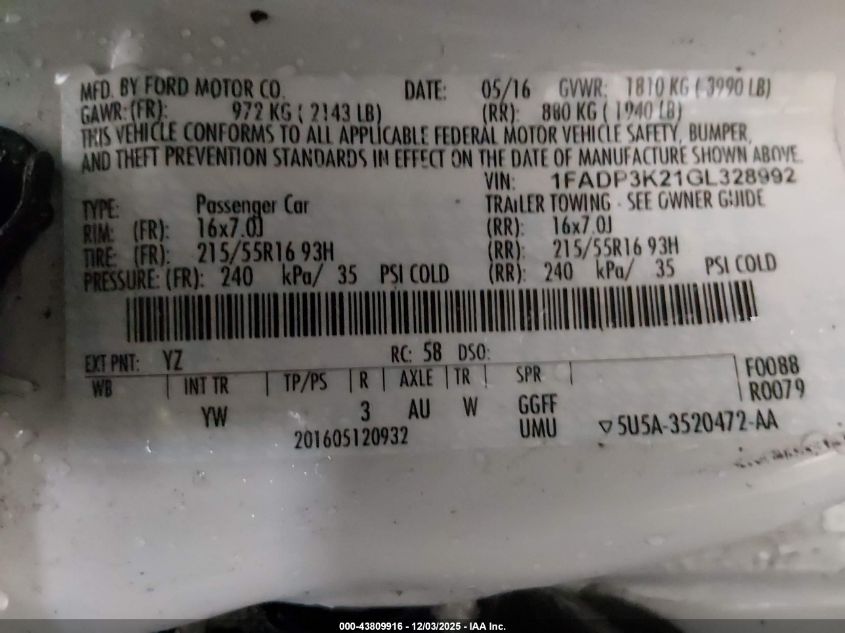 MFD. BY FORD MOTOR CO. DATE: 05/16 GVWR: 1810 KG ( 3990 LB)
GAWR: (FR): 972 KG ( 2143 LB) (RR): 880 KG ( 1940 LB)
THIS VEHICLE CONFORMS TO ALL APPLICABLE FEDERAL MOTOR VEHICLE SAFETY, BUMPER,
AND THEFT PREVENTION STANDARDS IN EFFECT ON THE DATE OF MANUFACTURE SHOWN ABOVE.
VIN: 1FADP3K21GL328992
TYPE: Passenger Car TRAILER TOWING - SEE OWNER GUIDE
RIM: (FR): 16x7.0J (RR): 16x7.0J
TIRE: (FR): 215/55R16 93H (RR): 215/55R16 93H
PRESSURE: (FR): 240 kPa/ 35 PSI COLD (RR): 240 kPa/ 35 PSI COLD
EXT PNT: YZ RC: 58 DSO:
WB INT TR TP/PS R AXLE TR SPR F0088
R0079
YW 3 AU W GGFF
201605120932 UMU ▽5U5A-3520472-AA
000-43809916 - 12/03/2025 - IAA Inc.